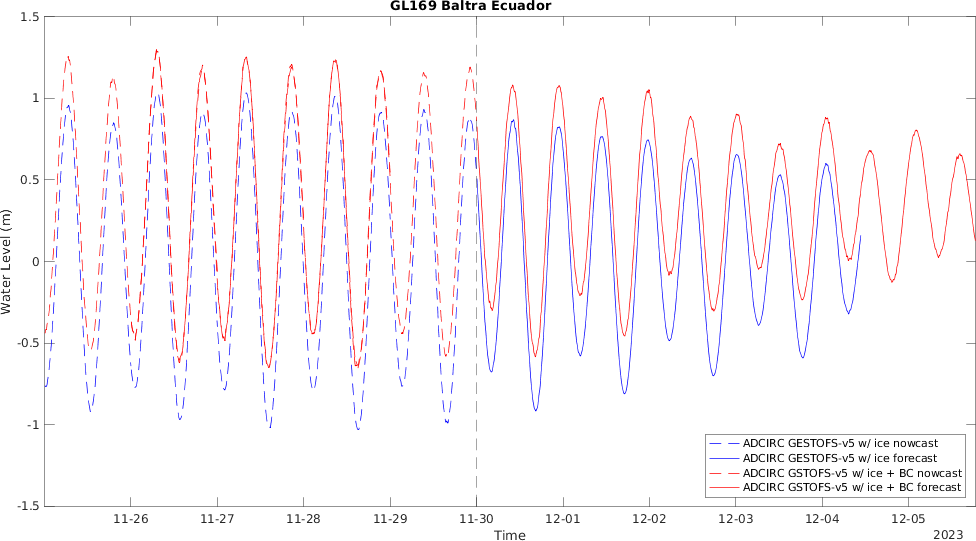 GL169 Baltra Ecuador
1.5
1
0.5
0
-0.5
-1
-1.5
Water Level (m)
11-26 11-27 11-28 11-29 11-30 12-01 12-02 12-03 12-04 12-05
Time
2023
ADCIRC GESTOFS-v5 w/ ice nowcast
ADCIRC GESTOFS-v5 w/ ice forecast
ADCIRC GSTOFS-v5 w/ ice + BC nowcast
ADCIRC GSTOFS-v5 w/ ice + BC forecast